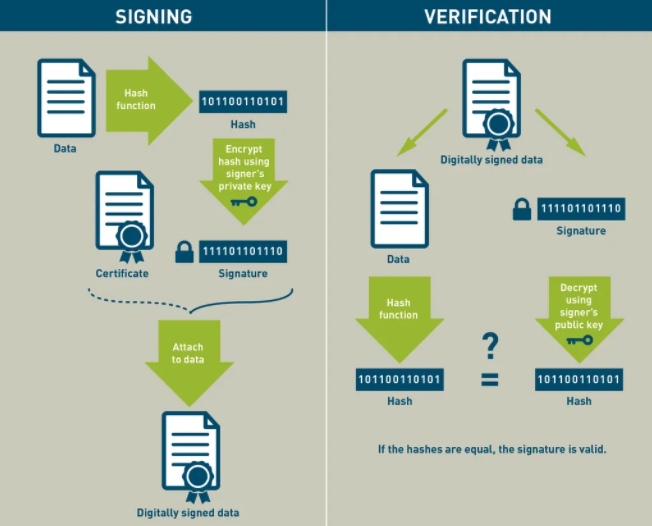 SIGNING
Hash
function
101100110101
Hash
Data
Encrypt
hash using
signer's
private key
Certificate
111101101110
Signature
Attach
to data
Digitally signed data
VERIFICATION
Digitally signed data
Data
111101101110
Signature
Hash
function
Decrypt
using
signer's
public key
101100110101
Hash
?
=
101100110101
Hash
If the hashes are equal, the signature is valid.